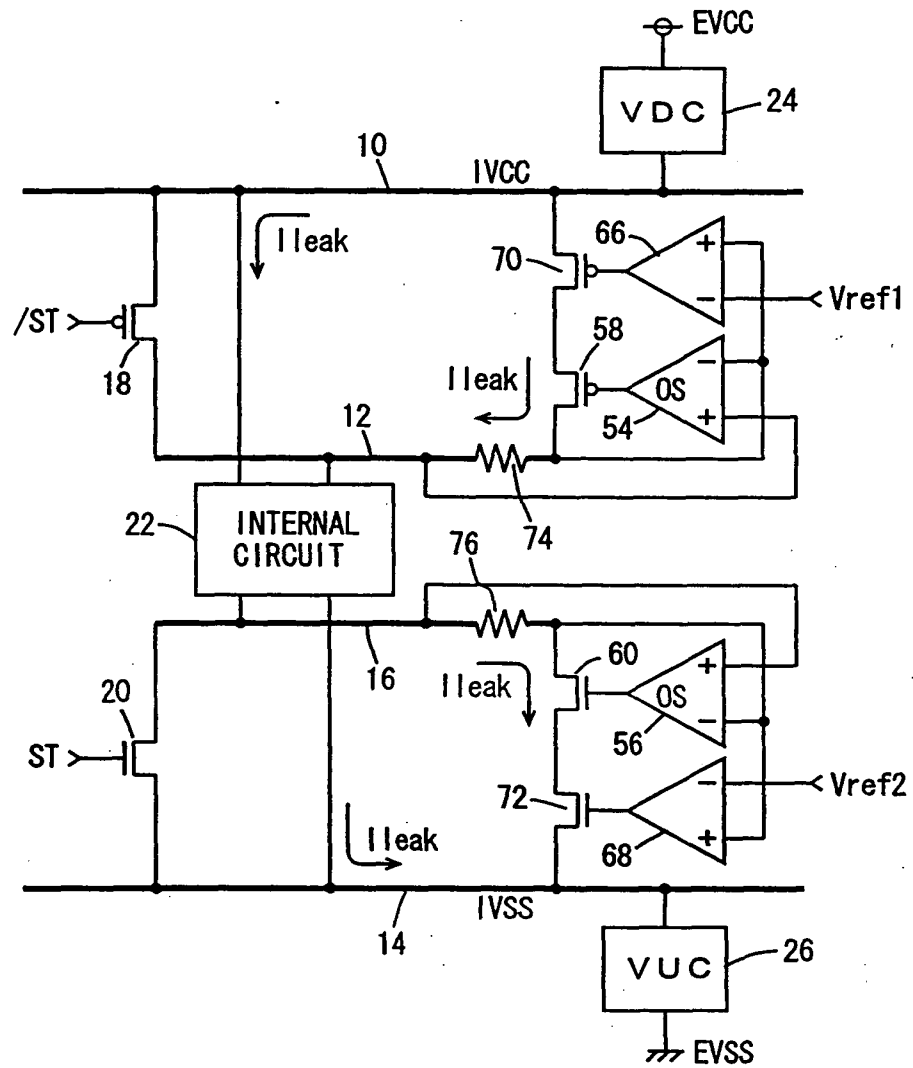 EVCC
VDC
24
10
IVCC
Ileak
66
+
70
−
Vref1
/ST
18
58
Ileak
−
OS
54
+
12
74
22
INTERNAL
CIRCUIT
76
16
60
+
Ileak
OS
−
56
20
ST
72
−
Vref2
Ileak
68
+
IVSS
14
VUC
26
EVSS